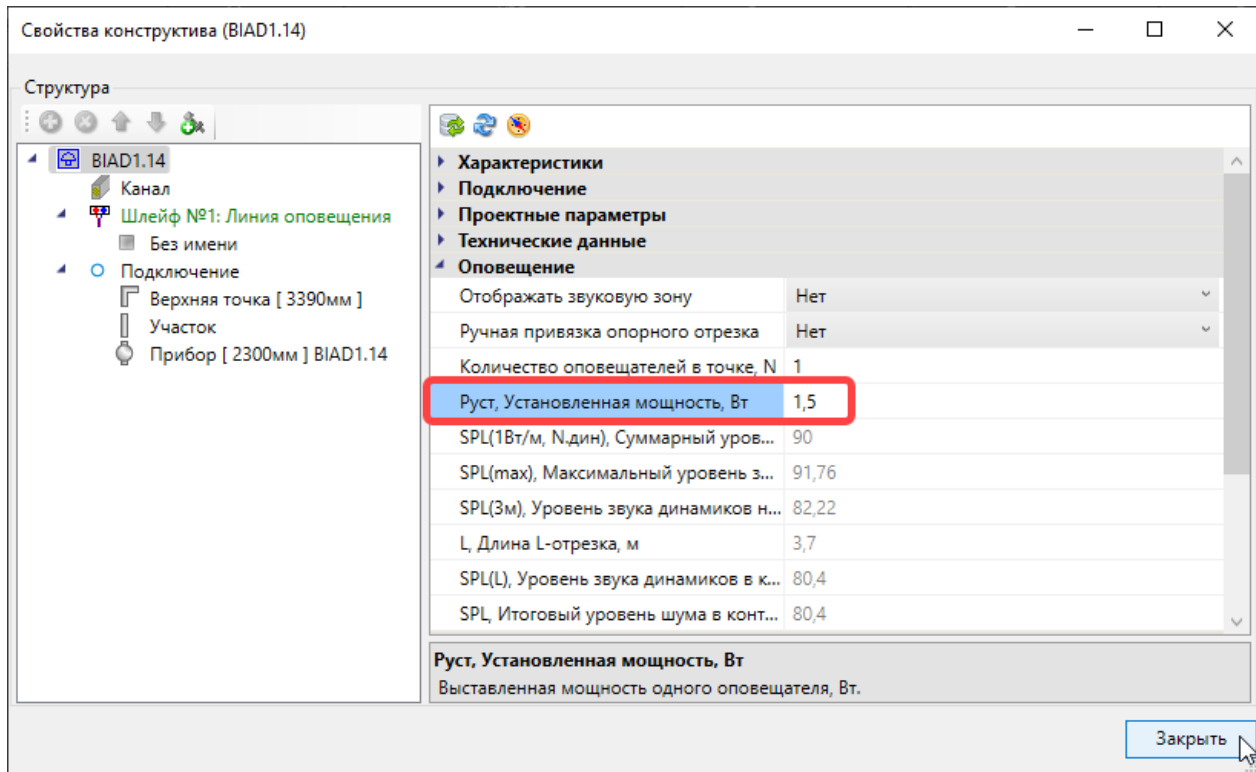 Свойства конструктива (BIAD1.14)
Структура
BIAD1.14
Канал
Шлейф №1: Линия оповещения
Без имени
Подключение
Верхняя точка [ 3390мм ]
Участок
Прибор [ 2300мм ] BIAD1.14
Характеристики
Подключение
Проектные параметры
Технические данные
Оповещение
Отображать звуковую зону Нет
Ручная привязка опорного отрезка Нет
Количество оповещателей в точке, N 1
Руст, Установленная мощность, Вт 1,5
SPL(1Вт/м, N.дин), Суммарный уров... 90
SPL(max), Максимальный уровень з... 91,76
SPL(3м), Уровень звука динамиков н... 82,22
L, Длина L-отрезка, м 3,7
SPL(L), Уровень звука динамиков в к... 80,4
SPL, Итоговый уровень шума в конт... 80,4
Руст, Установленная мощность, Вт
Выставленная мощность одного оповещателя, Вт.
Закрыть